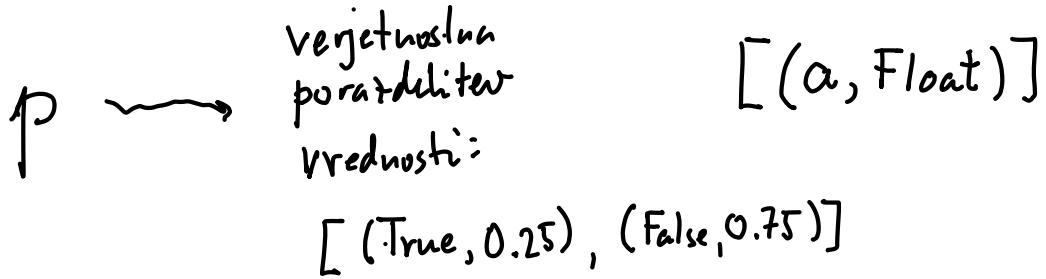 verjetnostna
p porazdelitev [(a, Float)]
vrednosti:
[(True, 0.25), (False, 0.75)]